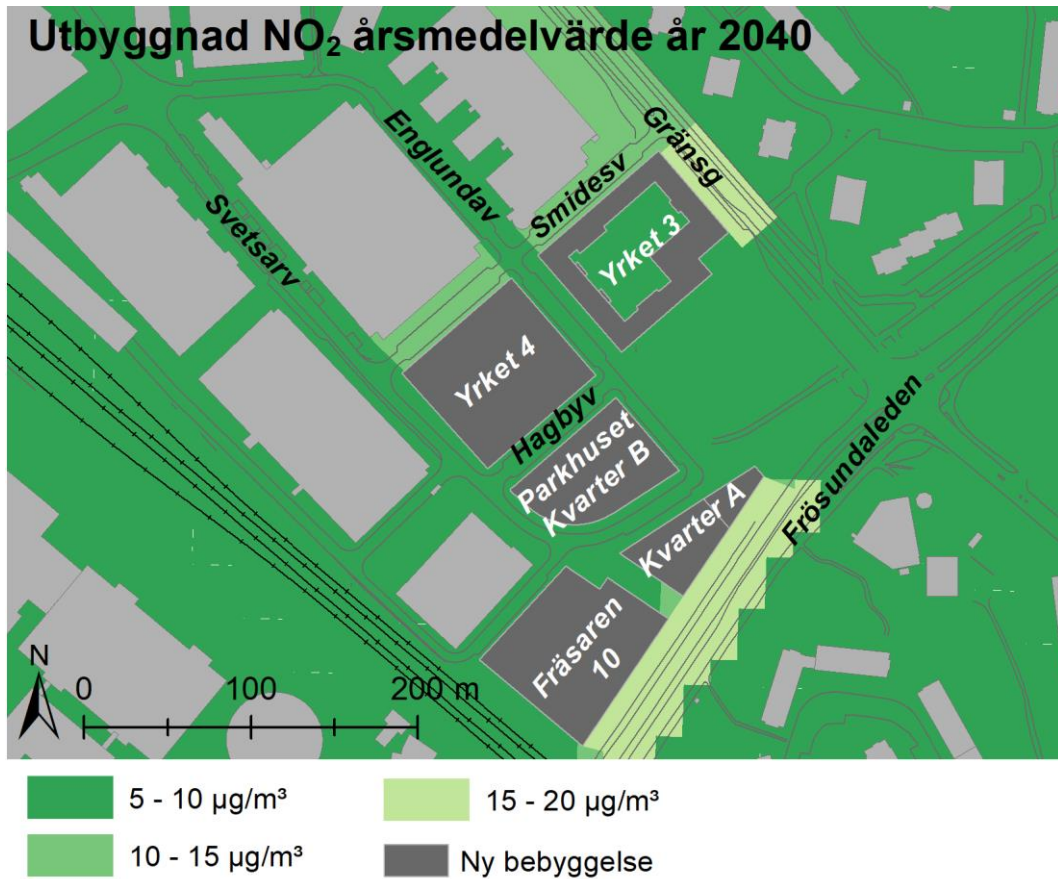 Utbyggnad NO₂ årsmedelvärde år 2040
Englundav
Gränsg
Smidesv
Svetsarv
Yrket 3
Yrket 4
Hagbyv
Parkhuset
Kvarter B
Kvarter A
Frösundaleden
Fräsaren
10
N
0 100 200 m
5 - 10 µg/m³
15 - 20 µg/m³
10 - 15 µg/m³
Ny bebyggelse